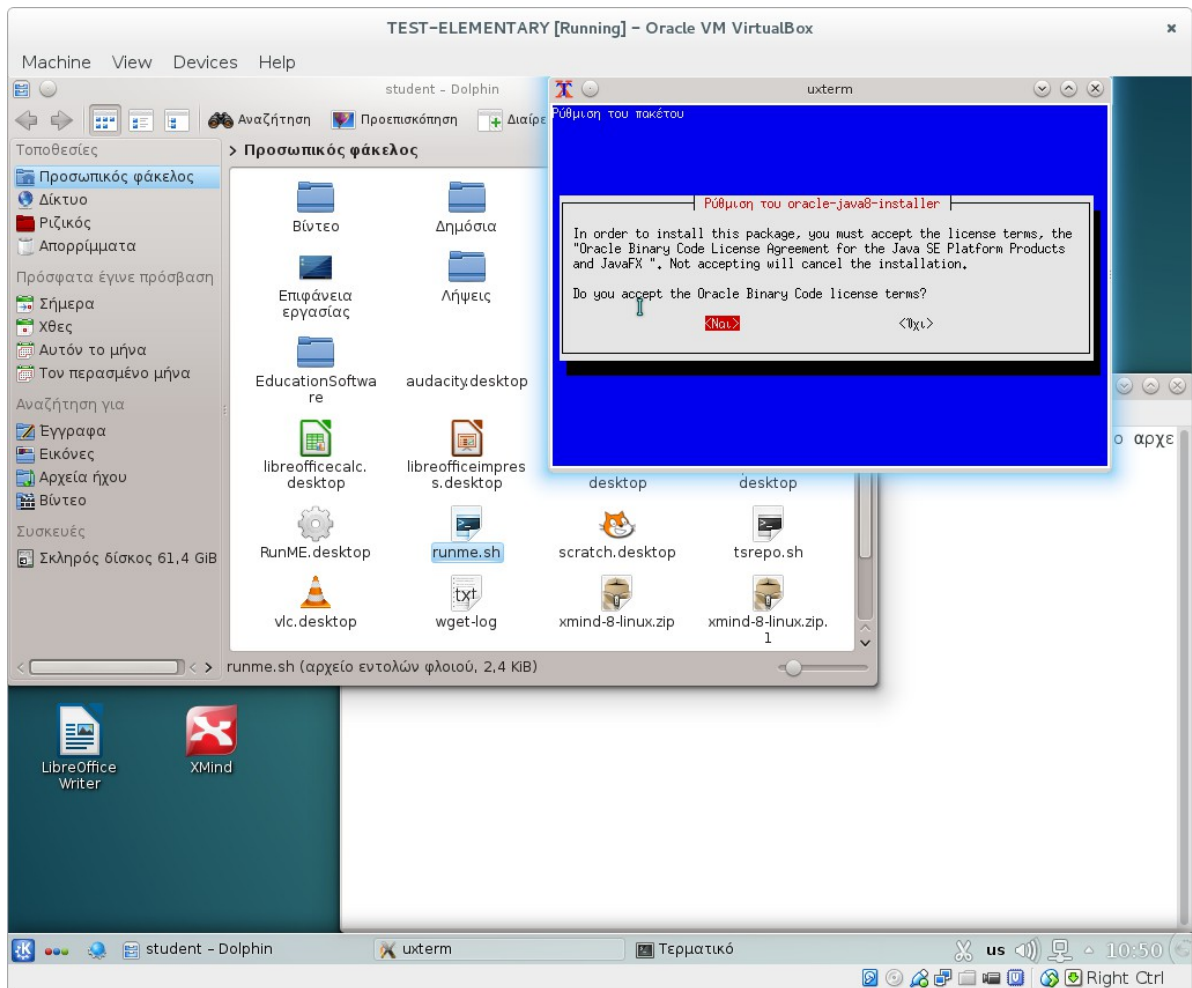 TEST-ELEMENTARY [Running] - Oracle VM VirtualBox
Machine View Devices Help
student - Dolphin
Αναζήτηση Προεπισκόπηση Διαίρε
Τοποθεσίες
Προσωπικός φάκελος
Δίκτυο
Ριζικός
Απορρίμματα
Πρόσφατα έγινε πρόσβαση
Σήμερα
Χθες
Αυτόν το μήνα
Τον περασμένο μήνα
Αναζήτηση για
Έγγραφα
Εικόνες
Αρχεία ήχου
Βίντεο
Συσκευές
Σκληρός δίσκος 61,4 GiB
> Προσωπικός φάκελος
Βίντεο
Δημόσια
Επιφάνεια
εργασίας
Λήψεις
EducationSoftwa
re
audacity.desktop
libreofficecalc.
desktop
libreofficeimpres
s.desktop
desktop
desktop
RunME.desktop
runme.sh
scratch.desktop
tsrepo.sh
vlc.desktop
txt
wget-log
xmind-8-linux.zip
xmind-8-linux.zip.
1
runme.sh (αρχείο εντολών φλοιού, 2,4 KiB)
uxterm
Ρύθμιση του πακέτου
Ρύθμιση του oracle-java8-installer
In order to install this package, you must accept the license terms, the
"Oracle Binary Code License Agreement for the Java SE Platform Products
and JavaFX ". Not accepting will cancel the installation.
Do you accept the Oracle Binary Code license terms?
<Ναι> <Όχι>
ο αρχε
LibreOffice
Writer
XMind
student - Dolphin
uxterm
Τερματικό
us
10:50
Right Ctrl